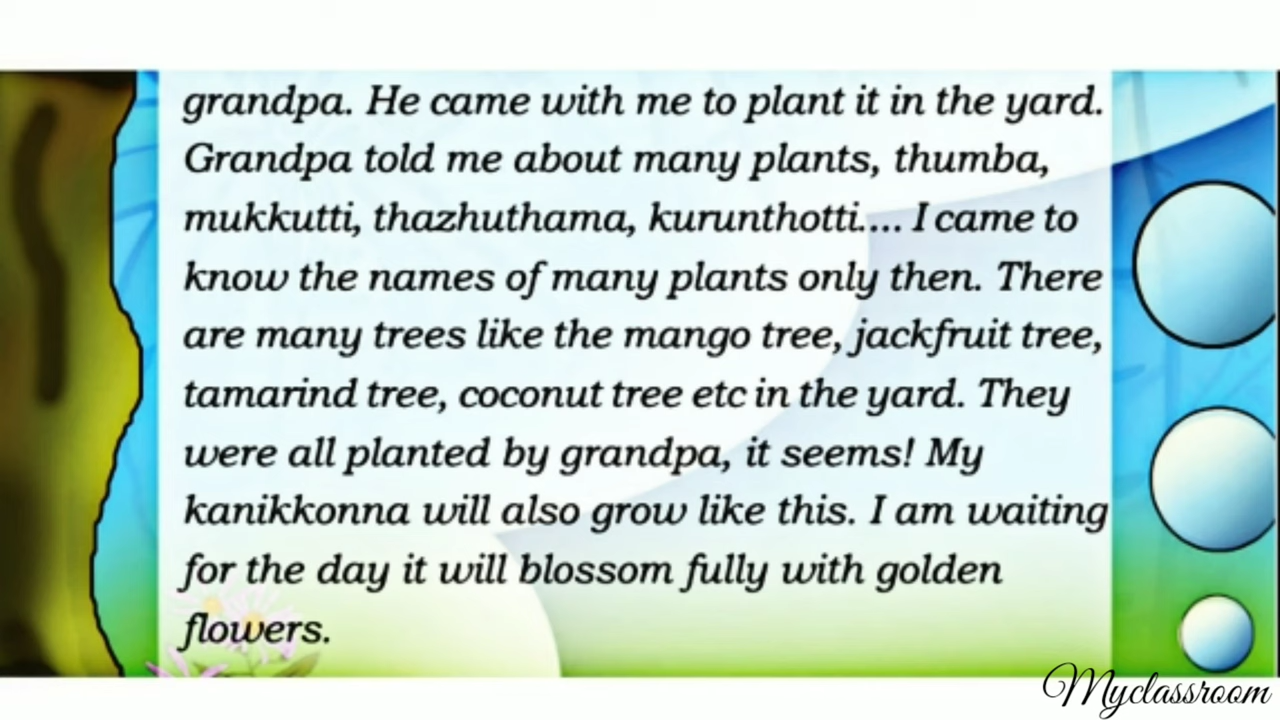 grandpa. He came with me to plant it in the yard.
Grandpa told me about many plants, thumba,
mukkutti, thazhuthama, kurunthotti.... I came to
know the names of many plants only then. There
are many trees like the mango tree, jackfruit tree,
tamarind tree, coconut tree etc in the yard. They
were all planted by grandpa, it seems! My
kanikkonna will also grow like this. I am waiting
for the day it will blossom fully with golden
flowers.
Myclassroom